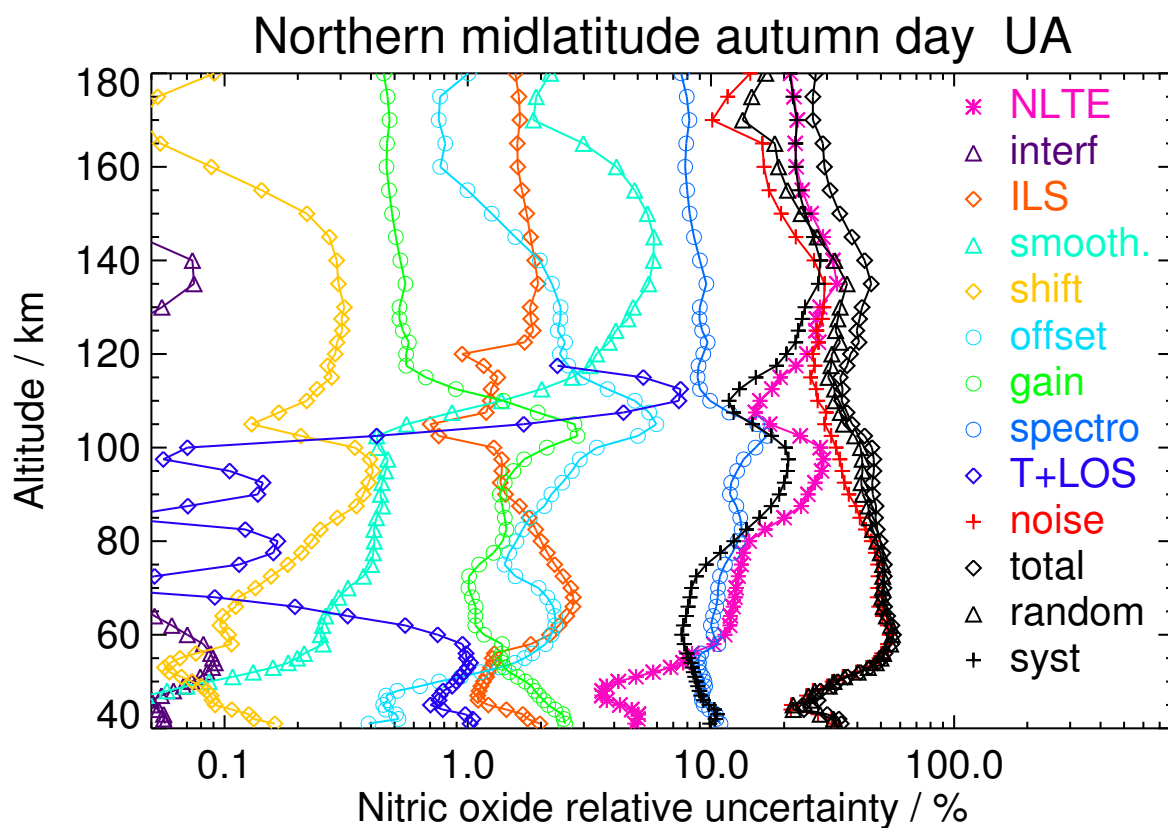 Northern midlatitude autumn day UA
180
160
140
120
100
80
60
40
Altitude / km
NLTE
interf
ILS
smooth.
shift
offset
gain
spectro
T+LOS
noise
total
random
syst
0.1 1.0 10.0 100.0
Nitric oxide relative uncertainty / %